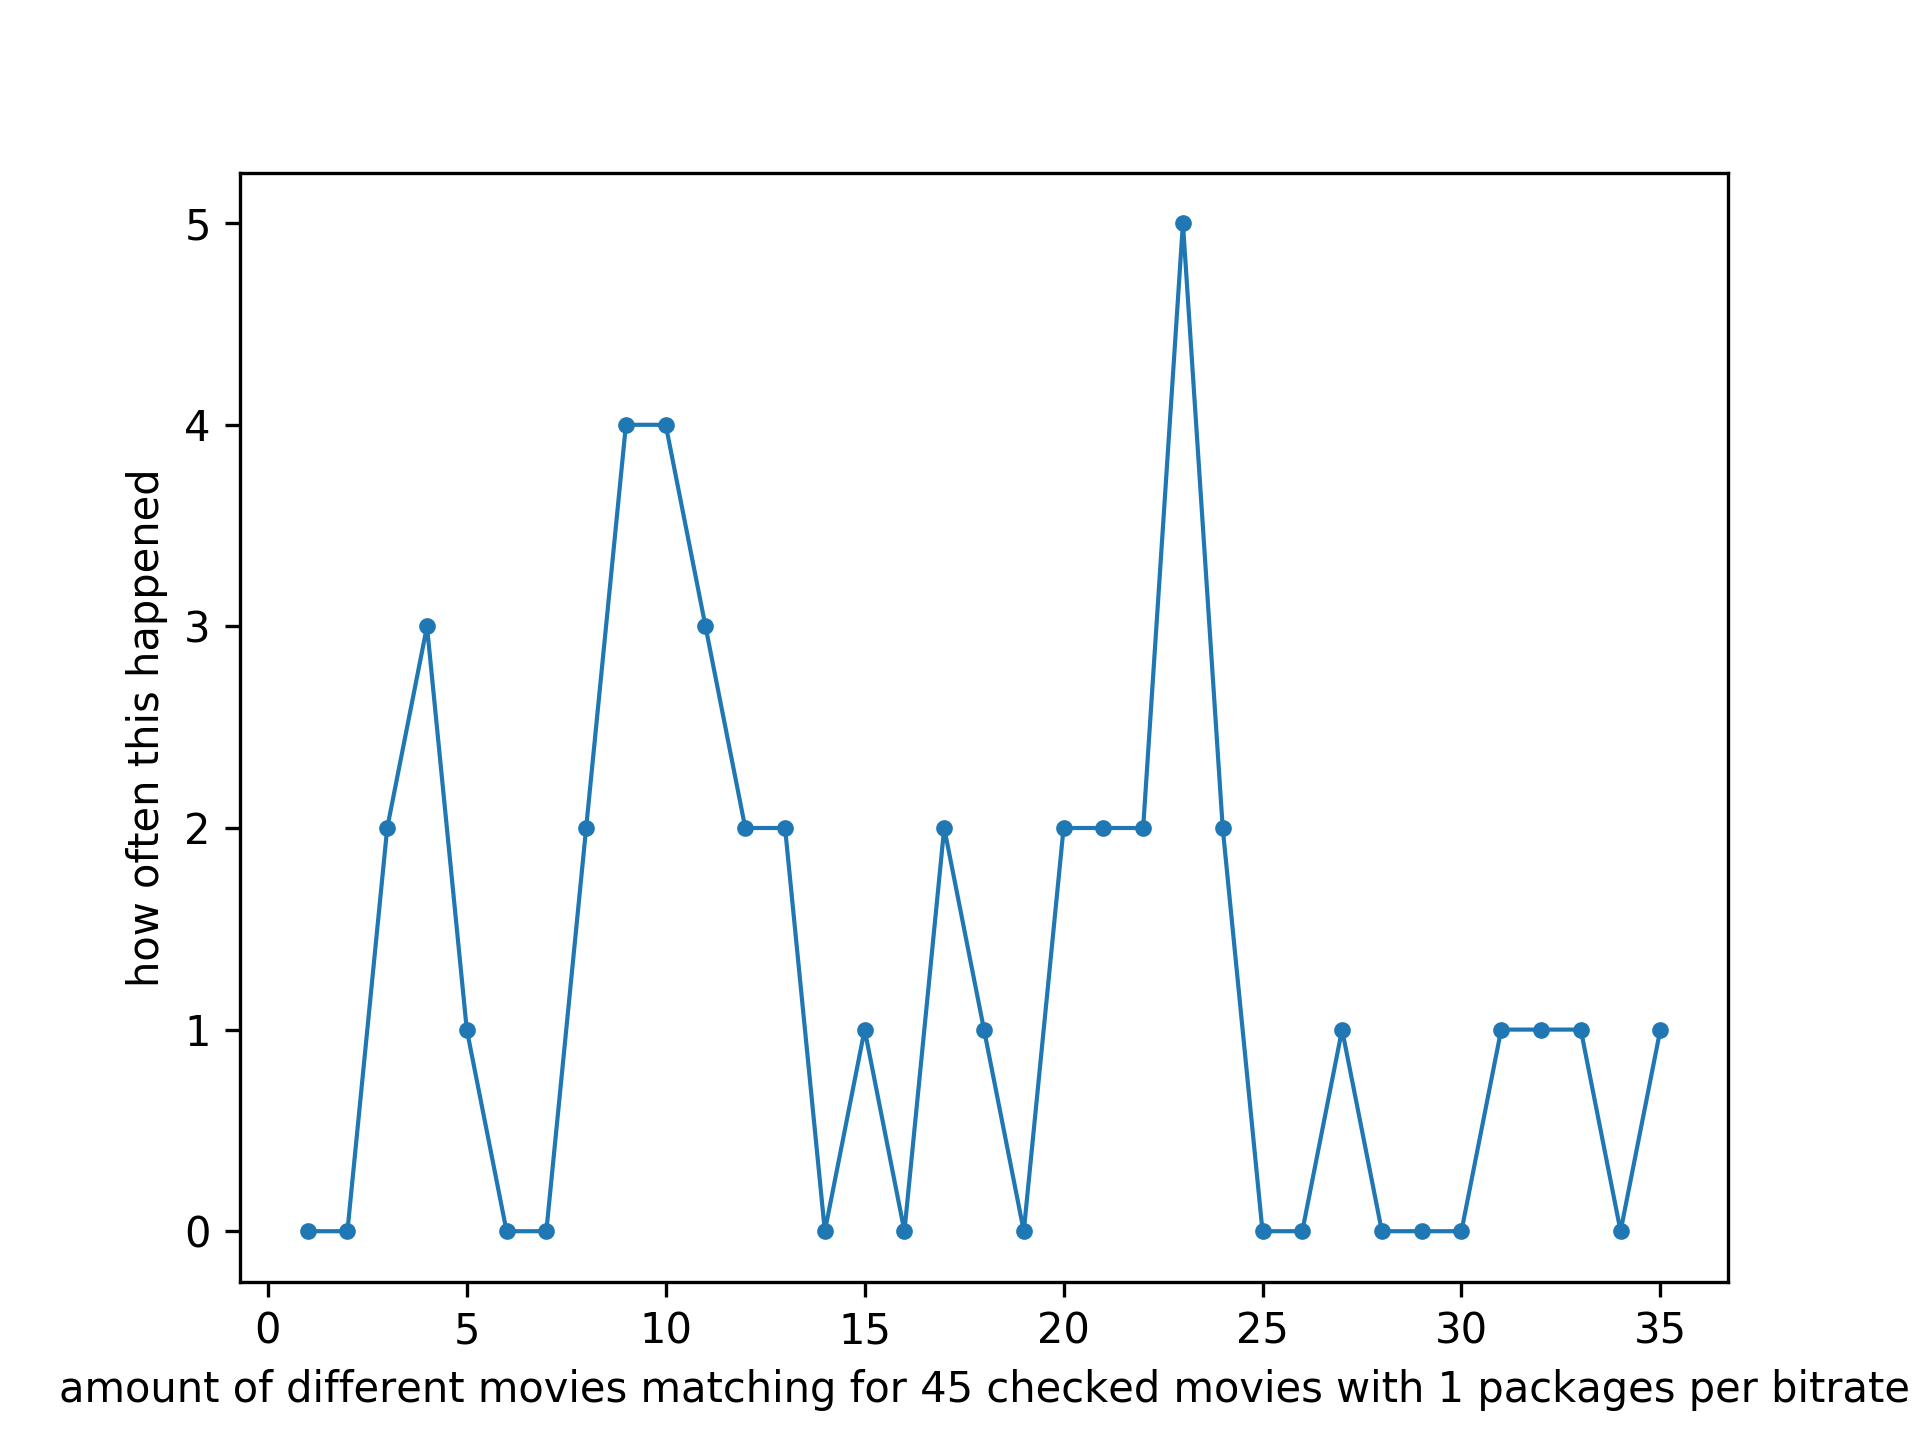 5
4
3
2
1
0
how often this happened
0 5 10 15 20 25 30 35
amount of different movies matching for 45 checked movies with 1 packages per bitrate